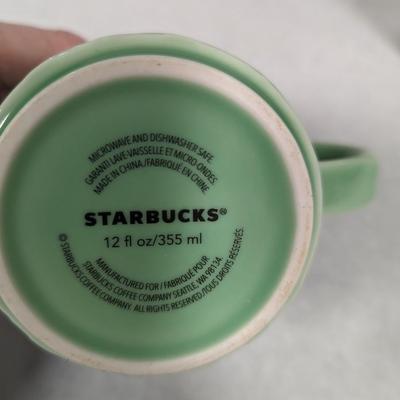 MICROWAVE AND DISHWASHER SAFE
GARANTI LAVE-VAISSELLE ET MICRO-ONDES
MADE IN CHINA/FABRIQUÉ EN CHINE
STARBUCKS®
12 fl oz/355 ml
MANUFACTURED FOR / FABRIQUÉ POUR
STARBUCKS COFFEE COMPANY SEATTLE, WA 98134.
© STARBUCKS COFFEE COMPANY. ALL RIGHTS RESERVED/TOUS DROITS RÉSERVÉS.